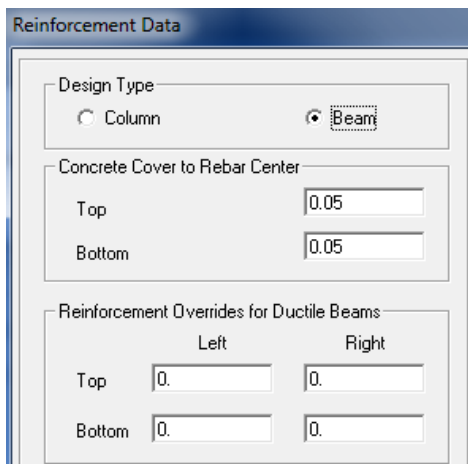 Reinforcement Data
Design Type
Column Beam
Concrete Cover to Rebar Center
Top 0.05
Bottom 0.05
Reinforcement Overrides for Ductile Beams
Left Right
Top 0. 0.
Bottom 0. 0.